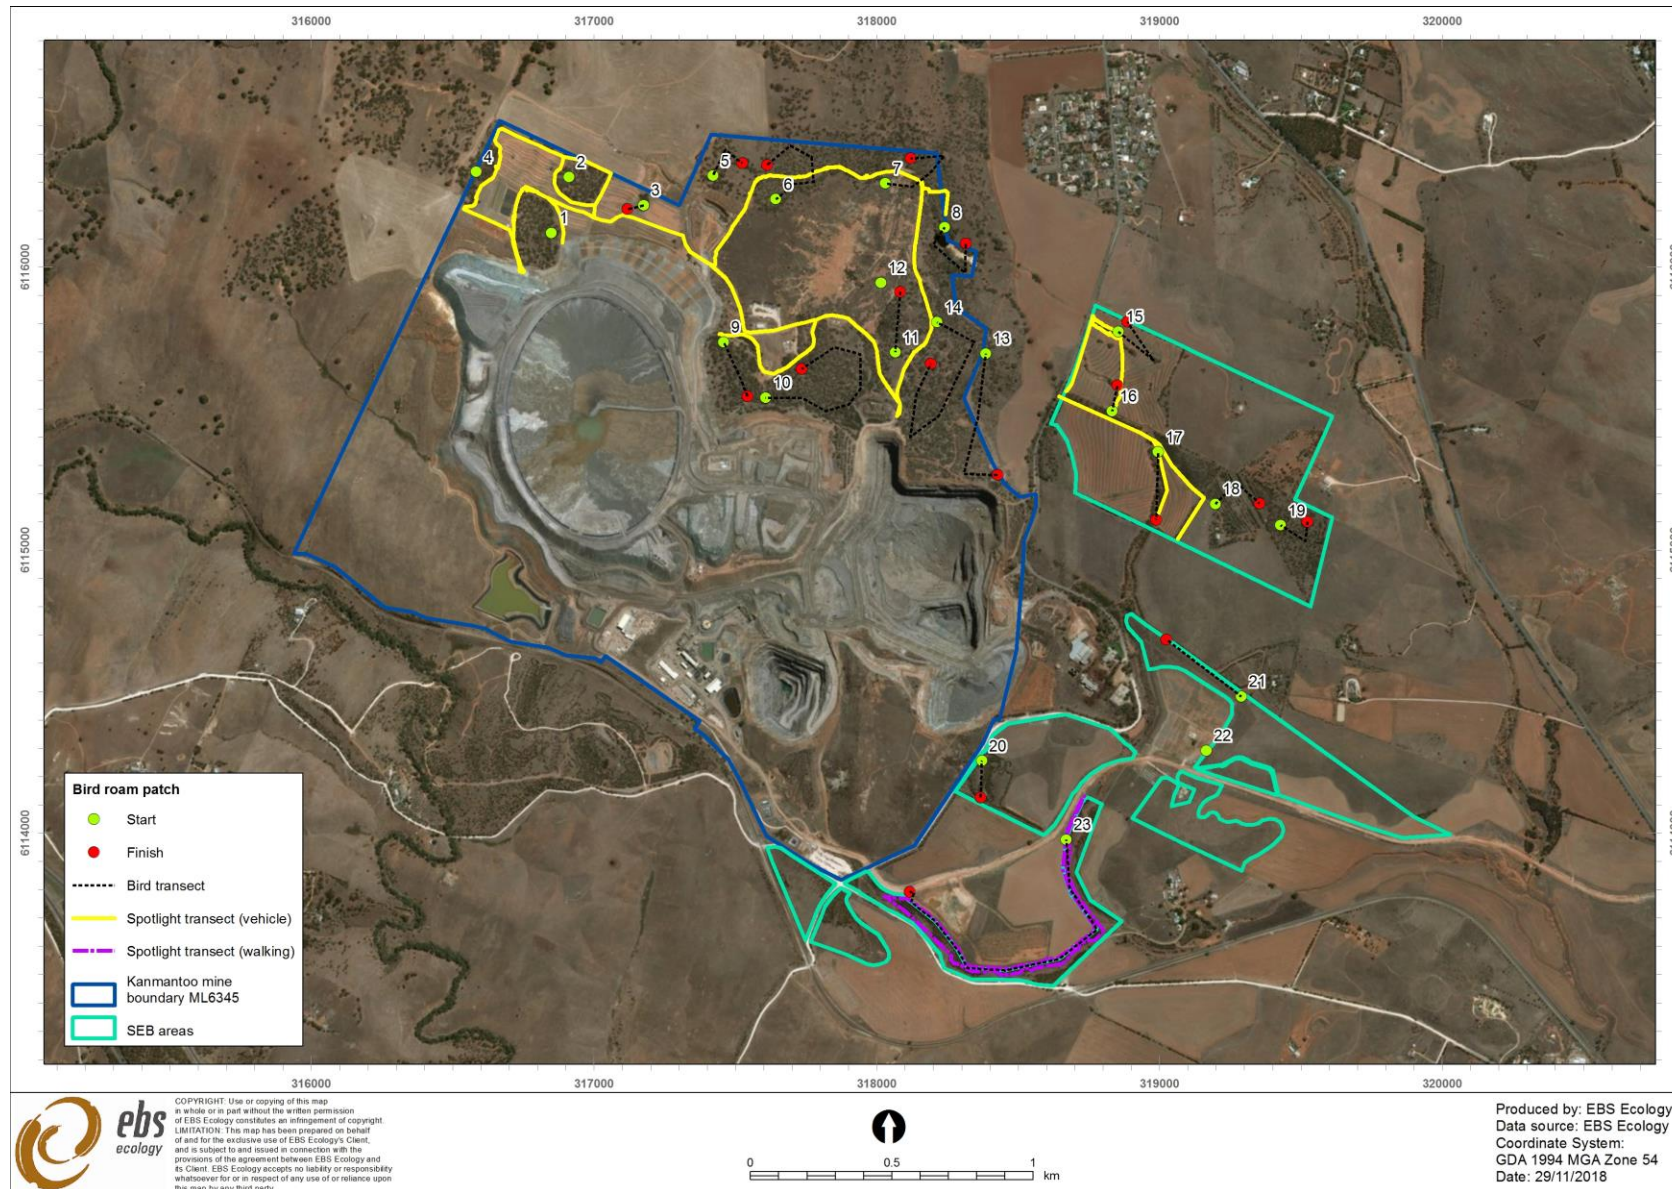 316000 317000 318000 319000 320000
4
2
3
1
5
6
7
8
12
14
13
9
11
10
15
16
17
18
19
21
22
20
23
6116000
6115000
6114000
6115000
Bird roam patch
Start
Finish
Bird transect
Spotlight transect (vehicle)
Spotlight transect (walking)
Kanmantoo mine
boundary ML6345
SEB areas
316000 317000 318000 319000 320000
ebs
ecology
COPYRIGHT: Use or copying of this map
in whole or in part without the written permission
of EBS Ecology constitutes an infringement of copyright.
LIMITATION: This map has been prepared on behalf
of and for the exclusive use of EBS Ecology's Client,
and is subject to and issued in connection with the
provisions of the agreement between EBS Ecology and
its Client. EBS Ecology accepts no liability or responsibility
whatsoever for or in respect of any use of or reliance upon
this map by any third party.
0 0.5 1
km
Produced by: EBS Ecology
Data source: EBS Ecology
Coordinate System:
GDA 1994 MGA Zone 54
Date: 29/11/2018